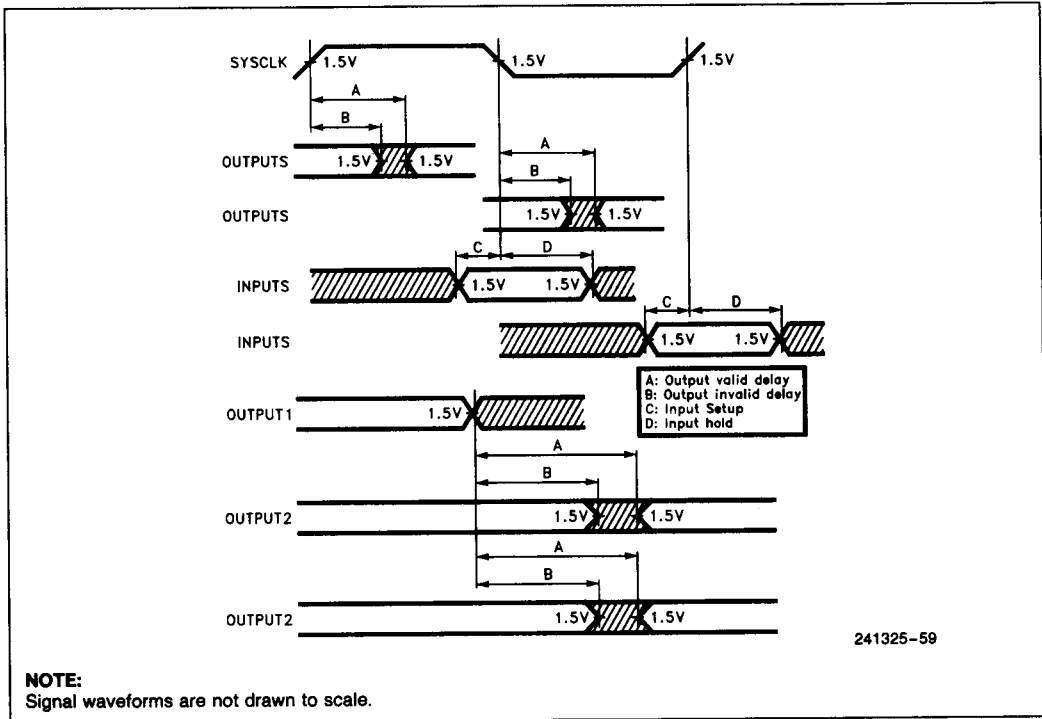 SYSCLK 1.5V 1.5V 1.5V
A
B
OUTPUTS 1.5V 1.5V
A
B
OUTPUTS 1.5V 1.5V
C D
INPUTS 1.5V 1.5V
C D
INPUTS 1.5V 1.5V
A: Output valid delay
B: Output invalid delay
C: Input Setup
D: Input hold
OUTPUT1 1.5V
A
B
OUTPUT2 1.5V 1.5V
A
B
OUTPUT2 1.5V 1.5V
241325-59
NOTE:
Signal waveforms are not drawn to scale.